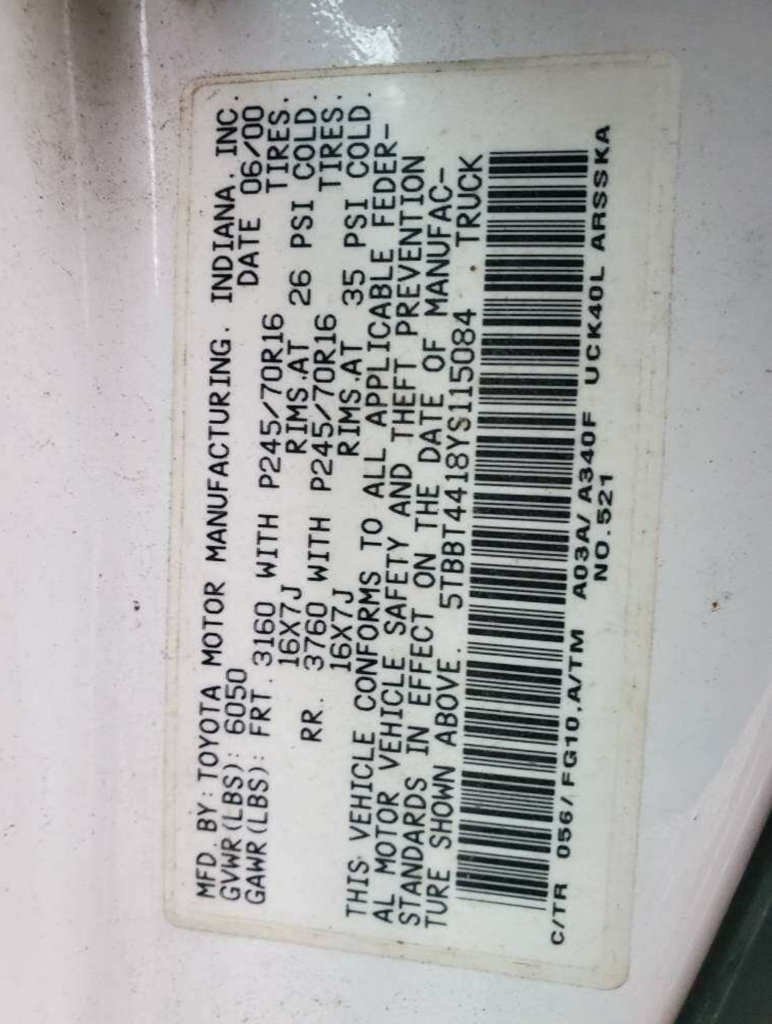 MFD. BY: TOYOTA MOTOR MANUFACTURING, INDIANA, INC.
GVWR(LBS): 6050 DATE 06/00
GAWR(LBS): FRT. 3160 WITH P245/70R16 TIRES.
16X7J RIMS.AT 26 PSI COLD.
RR. 3760 WITH P245/70R16 TIRES.
16X7J RIMS.AT 35 PSI COLD.
THIS VEHICLE CONFORMS TO ALL APPLICABLE FEDER-
AL MOTOR VEHICLE SAFETY AND THEFT PREVENTION
STANDARDS IN EFFECT ON THE DATE OF MANUFAC-
TURE SHOWN ABOVE. 5TBBT4418YS115084 TRUCK
C/TR 056/FG10,A/TM A03A/A340F UCK40L ARSSKA
NO.521